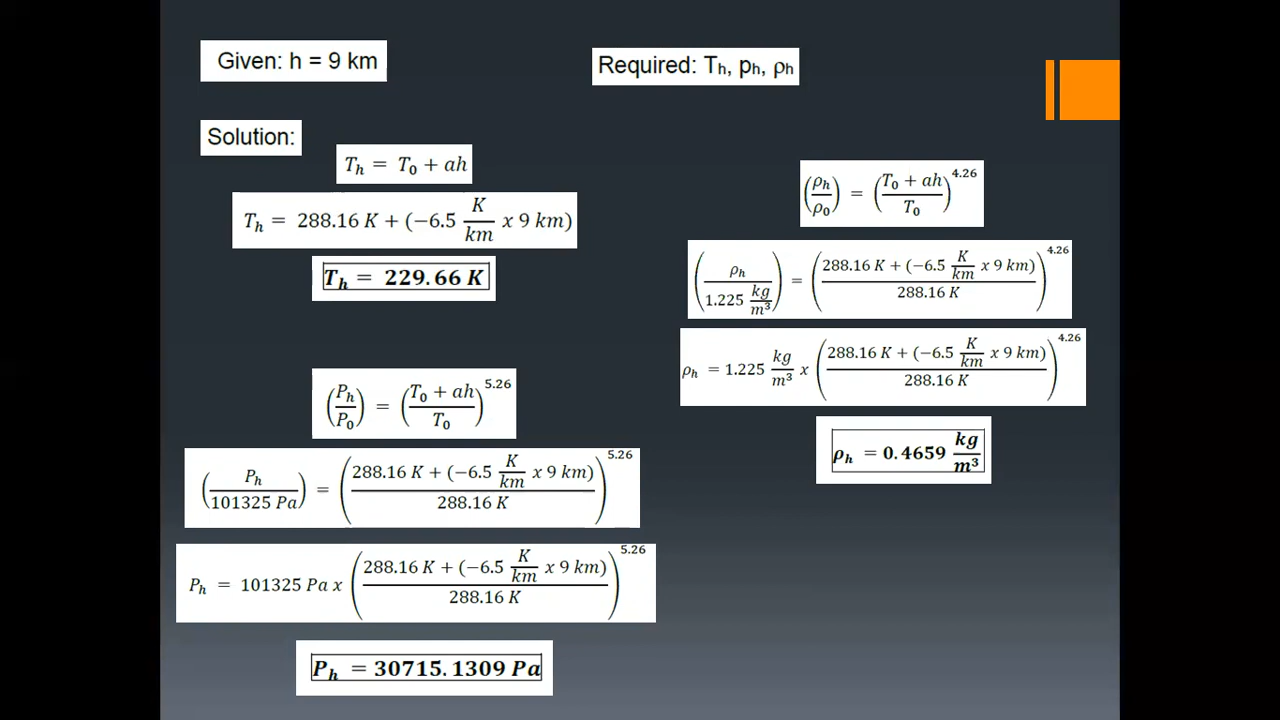 Given: h = 9 km
Required: Tₕ, pₕ, ρₕ
Solution:
Tₕ = T₀ + ah
Tₕ = 288.16 K + (−6.5 K/km x 9 km)
Tₕ = 229.66 K
(Pₕ/P₀) = ((T₀ + ah)/T₀)^5.26
(Pₕ/101325 Pa) = ((288.16 K + (−6.5 K/km x 9 km))/288.16 K)^5.26
Pₕ = 101325 Pa x ((288.16 K + (−6.5 K/km x 9 km))/288.16 K)^5.26
Pₕ = 30715.1309 Pa
(ρₕ/ρ₀) = ((T₀ + ah)/T₀)^4.26
(ρₕ/1.225 kg/m³) = ((288.16 K + (−6.5 K/km x 9 km))/288.16 K)^4.26
ρₕ = 1.225 kg/m³ x ((288.16 K + (−6.5 K/km x 9 km))/288.16 K)^4.26
ρₕ = 0.4659 kg/m³